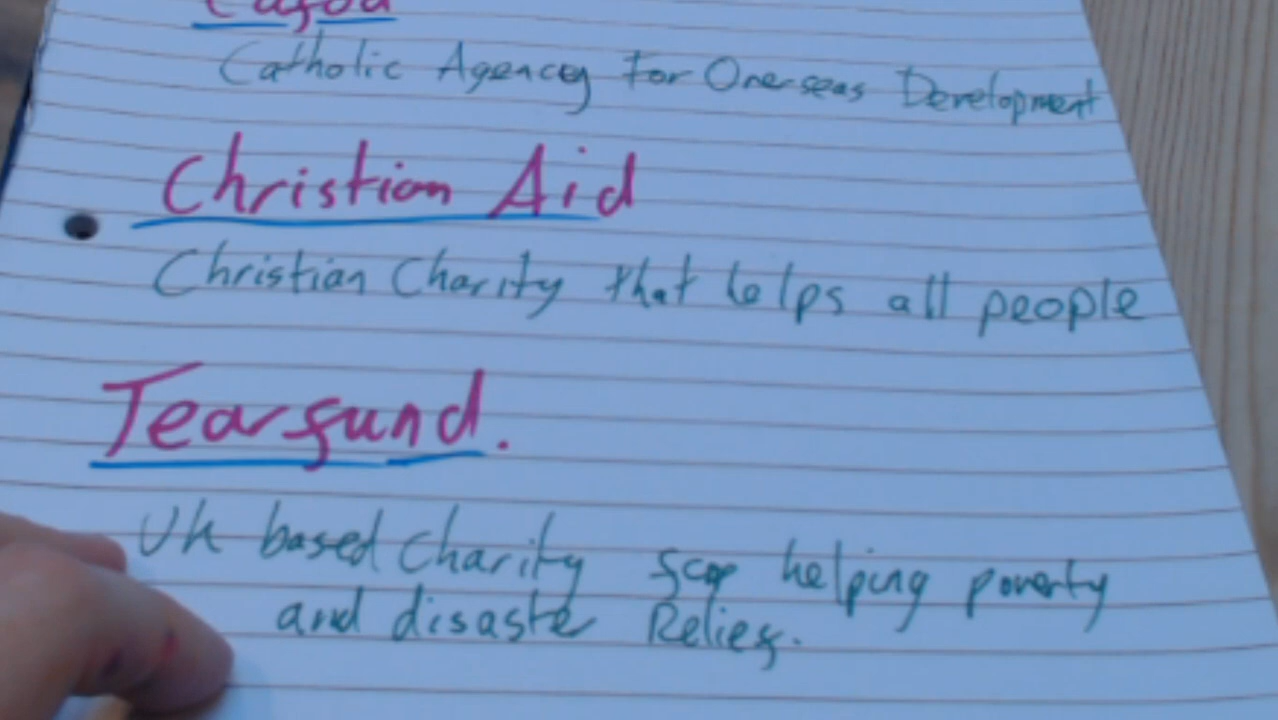 Cafod
Catholic Agency For Overseas Development
Christian Aid
Christian Charity that helps all people
Tearfund.
Uk based Charity helping poverty
and disaster Relief.